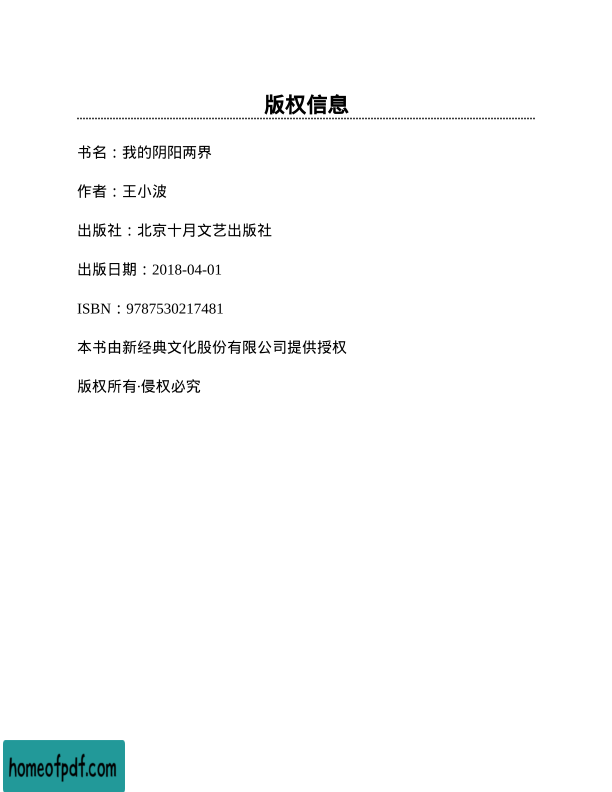 版权信息
书名：我的阴阳两界
作者：王小波
出版社：北京十月文艺出版社
出版日期：2018-04-01
ISBN：9787530217481
本书由新经典文化股份有限公司提供授权
版权所有·侵权必究
homeofpdf.com